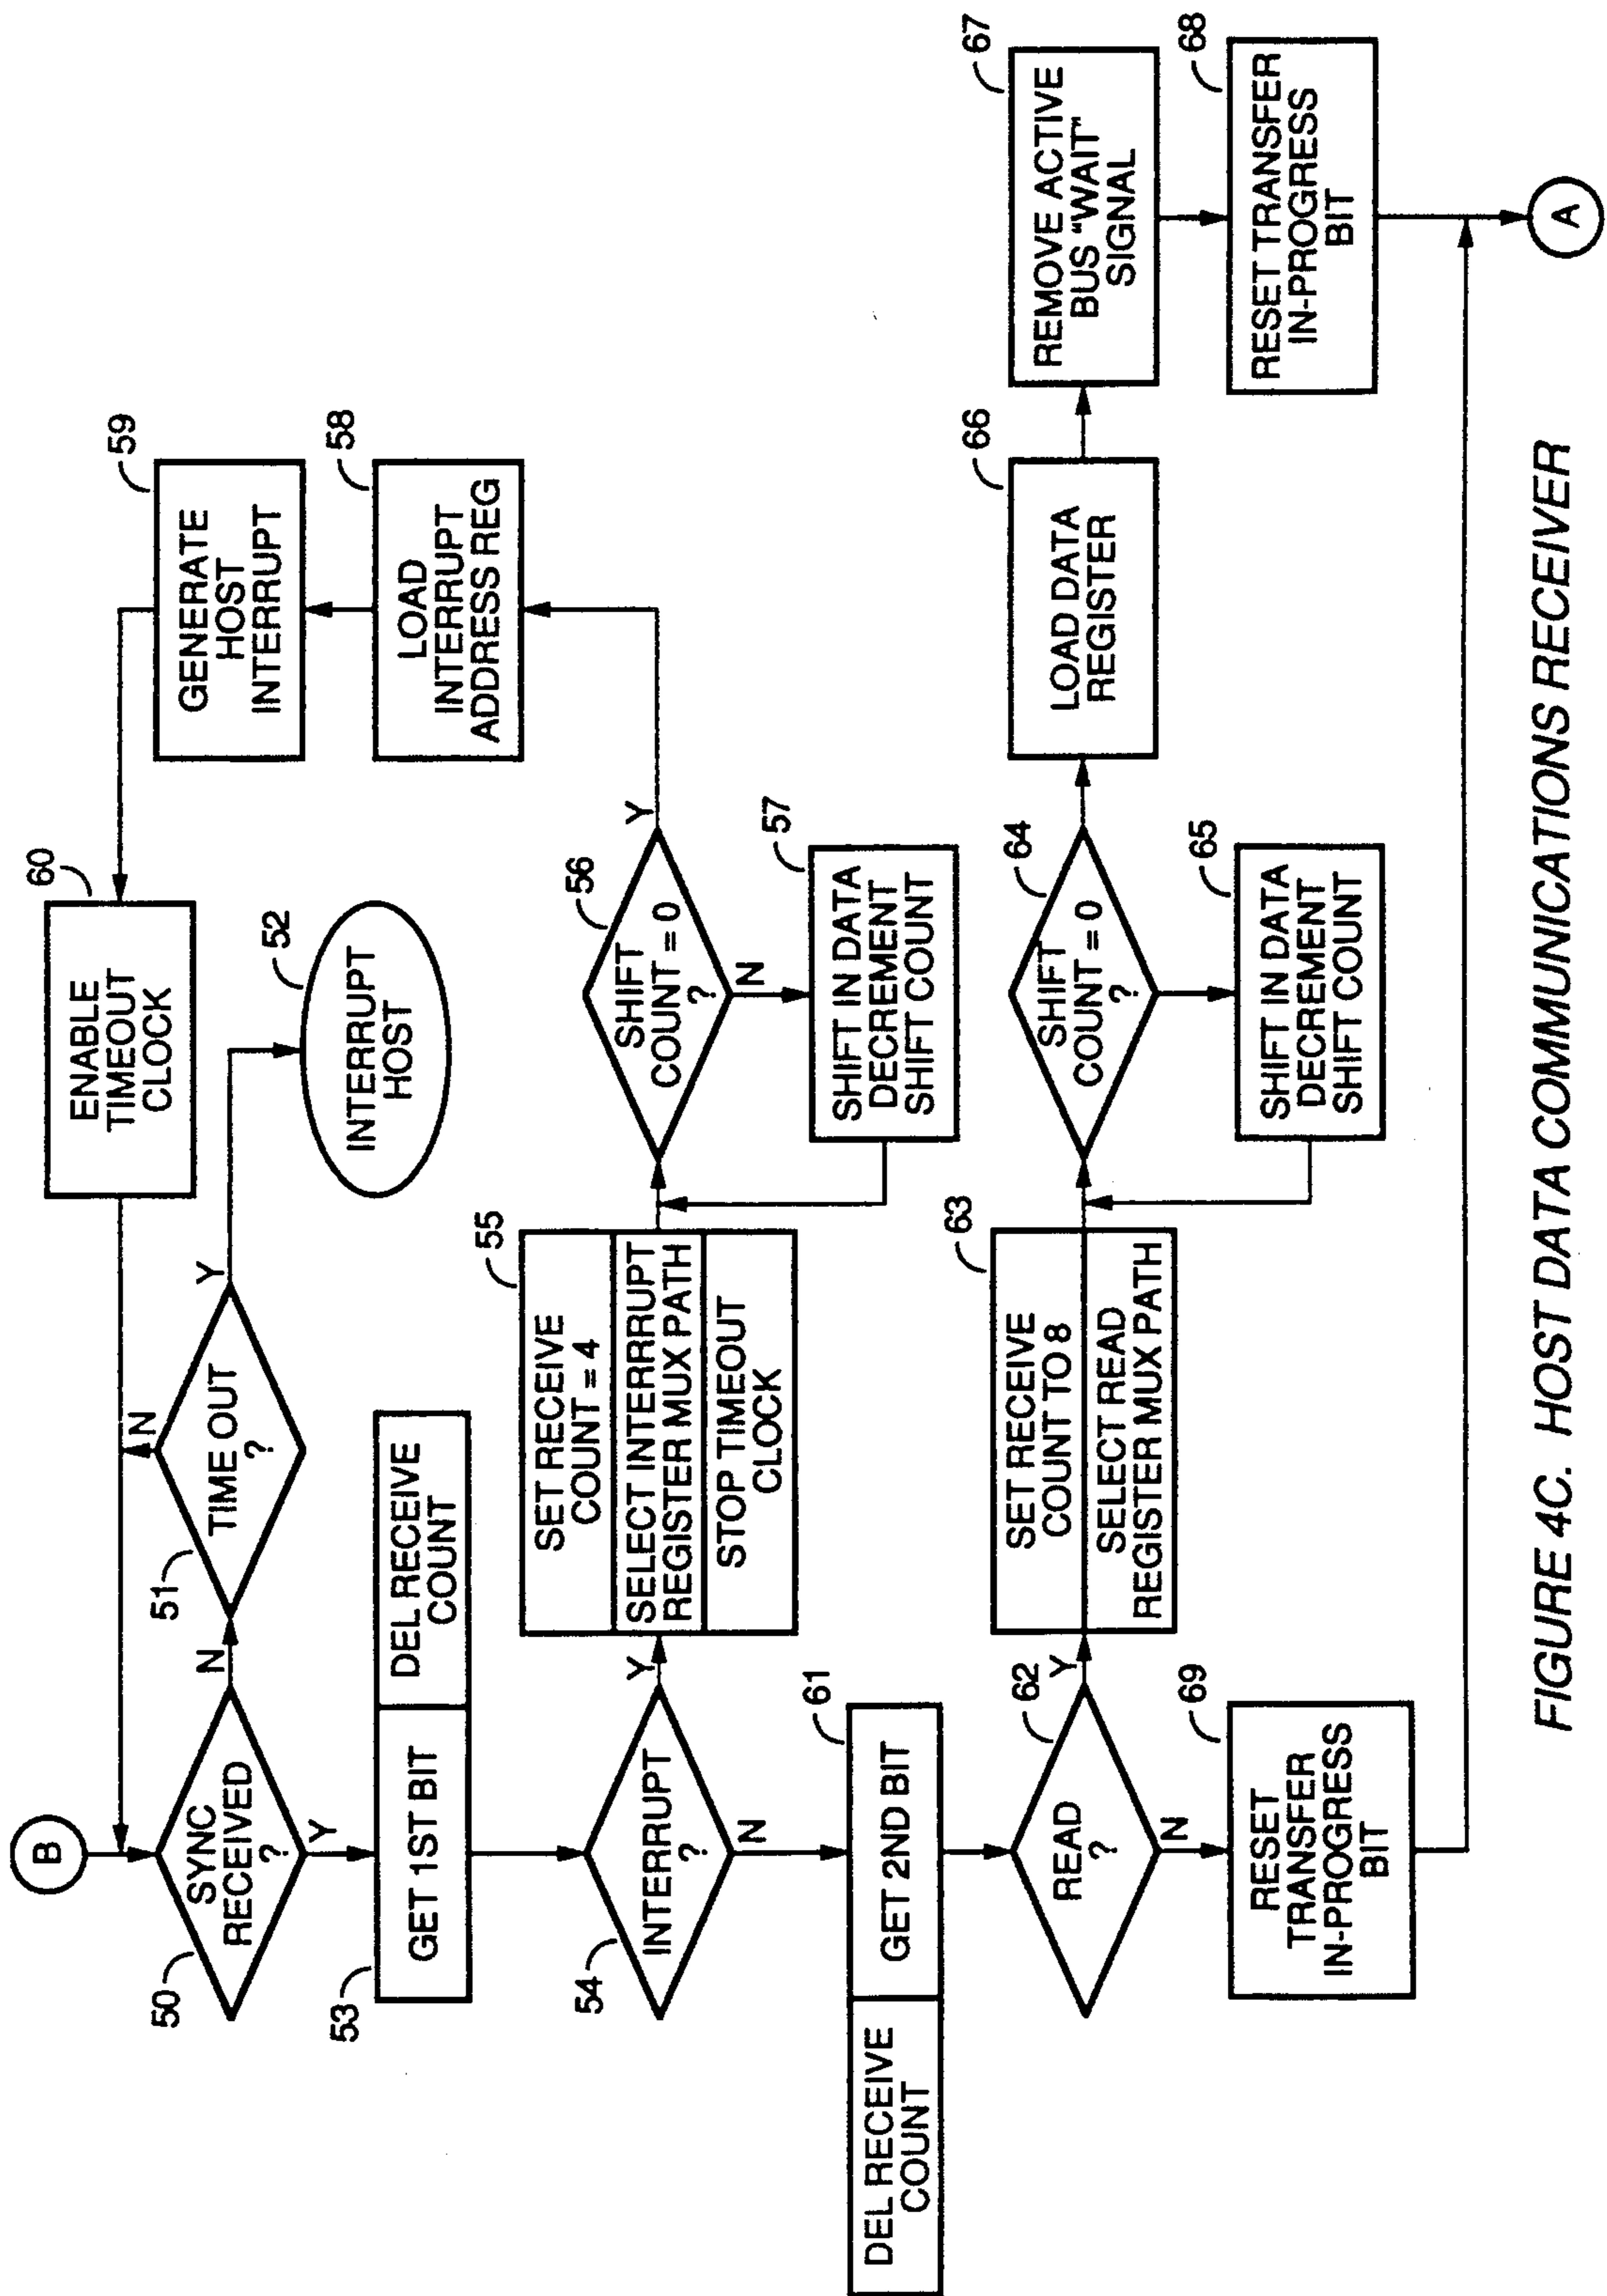 B
50
SYNC
RECEIVED
?
N
Y
51
TIME OUT
?
N
Y
60
ENABLE
TIMEOUT
CLOCK
52
INTERRUPT
HOST
59
GENERATE
HOST
INTERRUPT
58
LOAD
INTERRUPT
ADDRESS REG
53
GET 1ST BIT
DEL RECEIVE
COUNT
54
INTERRUPT
?
Y
N
55
SET RECEIVE
COUNT = 4
SELECT INTERRRUPT
REGISTER MUX PATH
STOP TIMEOUT
CLOCK
56
SHIFT
COUNT = 0
?
Y
N
57
SHIFT IN DATA
DECREMENT
SHIFT COUNT
61
DEL RECEIVE
COUNT
GET 2ND BIT
62
READ
?
Y
N
63
SET RECEIVE
COUNT TO 8
SELECT READ
REGISTER MUX PATH
64
SHIFT
COUNT = 0
?
65
SHIFT IN DATA
DECREMENT
SHIFT COUNT
66
LOAD DATA
REGISTER
67
REMOVE ACTIVE
BUS "WAIT"
SIGNAL
68
RESET TRANSFER
IN-PROGRESS
BIT
69
RESET
TRANSFER
IN-PROGRESS
BIT
A
FIGURE 4C. HOST DATA COMMUNICATIONS RECEIVER